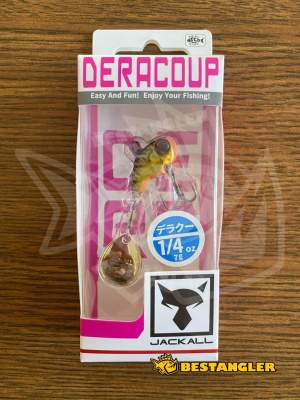 DERACOUP
Easy And Fun! Enjoy Your Fishing!
デラクー
1/4 oz.
7g
JACKALL
BESTANGLER